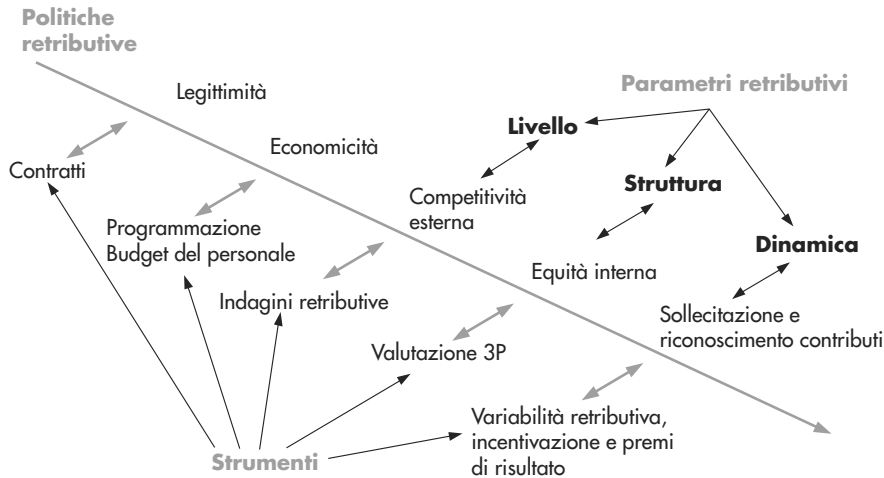 Politiche
retributive
Legittimità
Parametri retributivi
Livello
Economicità
Contratti
Struttura
Competitività
esterna
Programmazione
Budget del personale
Dinamica
Equità interna
Indagini retributive
Sollecitazione e
riconoscimento contributi
Valutazione 3P
Variabilità retributiva,
incentivazione e premi
di risultato
Strumenti